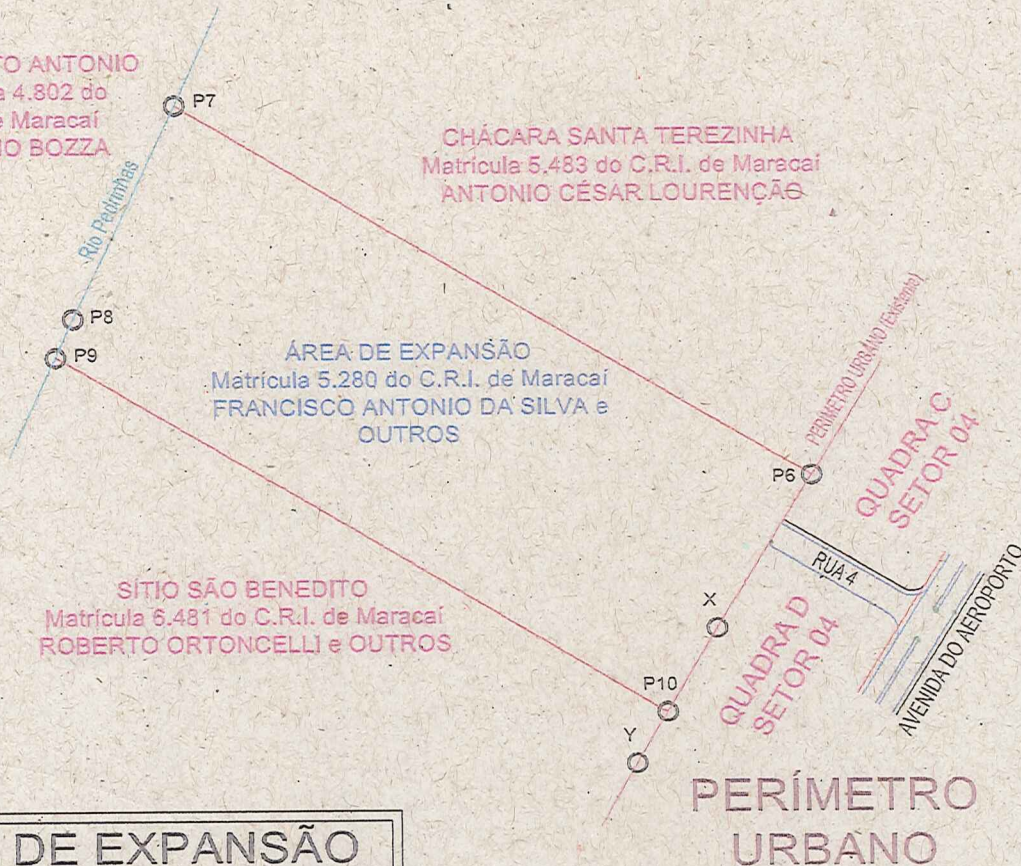 TO ANTONIO
a 4.802 do
e Maracaí
IO BOZZA
P7
CHÁCARA SANTA TEREZINHA
Matrícula 5.483 do C.R.I. de Maracaí
ANTONIO CÉSAR LOURENÇÃO
Rio Pedrinhas
P8
P9
ÁREA DE EXPANSÃO
Matrícula 5.280 do C.R.I. de Maracaí
FRANCISCO ANTONIO DA SILVA e
OUTROS
PERÍMETRO URBANO (Existente)
P6
QUADRA C
SETOR 04
RUA 4
AVENIDA DO AEROPORTO
SÍTIO SÃO BENEDITO
Matrícula 6.481 do C.R.I. de Maracaí
ROBERTO ORTONCELLI e OUTROS
X
QUADRA D
SETOR 04
P10
Y
PERÍMETRO
URBANO
DE EXPANSÃO